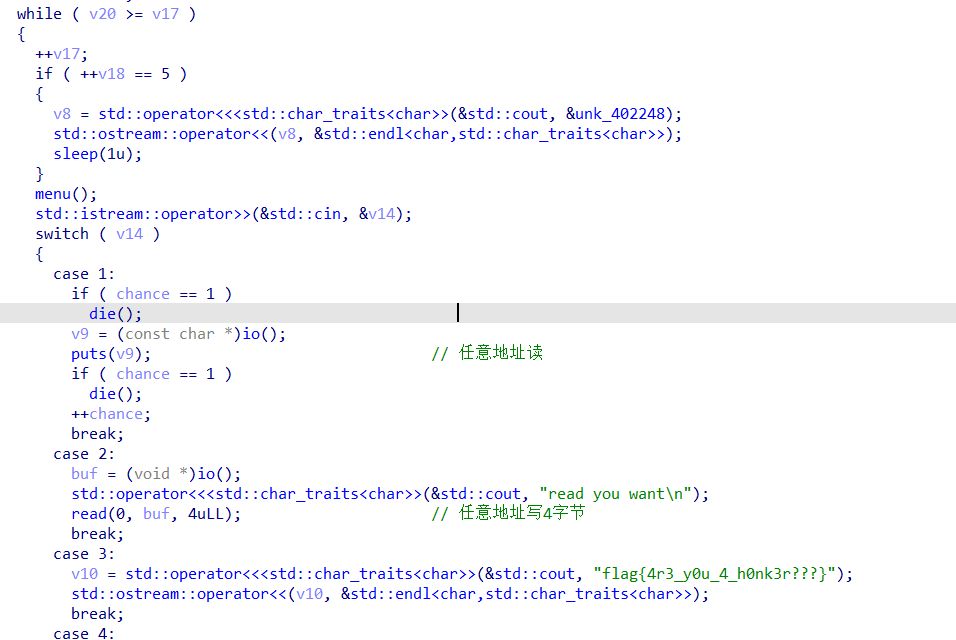 while ( v20 >= v17 )
{
++v17;
if ( ++v18 == 5 )
{
v8 = std::operator<<<std::char_traits<char>>(&std::cout, &unk_402248);
std::ostream::operator<<(v8, &std::endl<char,std::char_traits<char>>);
sleep(1u);
}
menu();
std::istream::operator>>(&std::cin, &v14);
switch ( v14 )
{
case 1:
if ( chance == 1 )
die();
v9 = (const char *)io();
puts(v9); // 任意地址读
if ( chance == 1 )
die();
++chance;
break;
case 2:
buf = (void *)io();
std::operator<<<std::char_traits<char>>(&std::cout, "read you want\n");
read(0, buf, 4uLL); // 任意地址写4字节
break;
case 3:
v10 = std::operator<<<std::char_traits<char>>(&std::cout, "flag{4r3_y0u_4_h0nk3r???}");
std::ostream::operator<<(v10, &std::endl<char,std::char_traits<char>>);
break;
case 4: